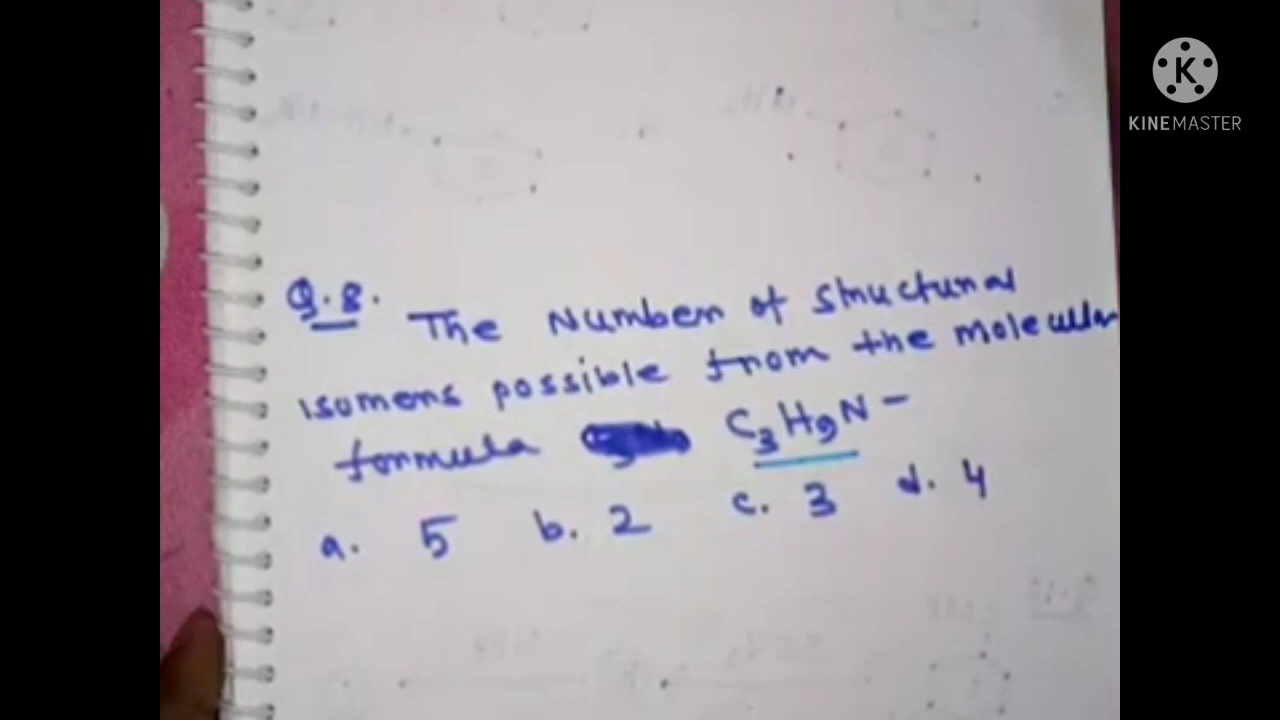 Q.8. The Number of structural
isomers possible from the molecular
formula C₃H₉N -
a. 5 b. 2 c. 3 d. 4
K
KINEMASTER